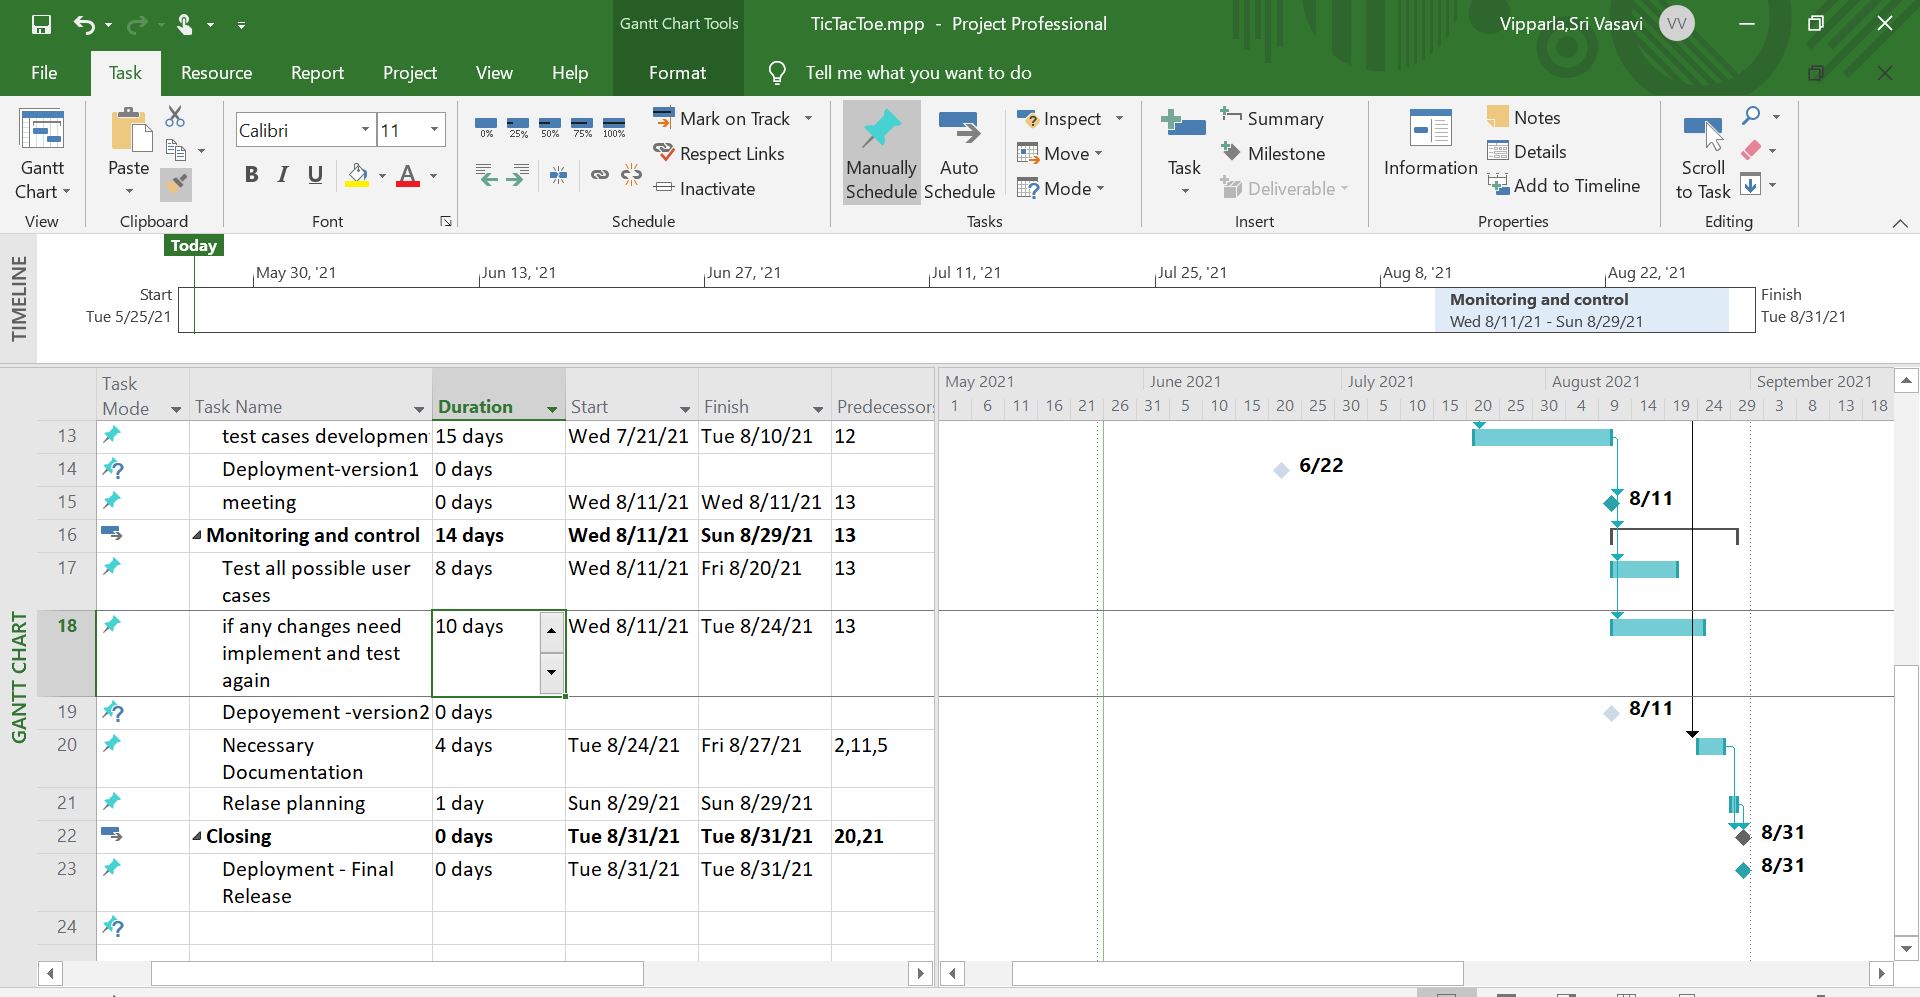 Gantt Chart Tools
TicTacToe.mpp - Project Professional
Vipparla,Sri Vasavi VV
File Task Resource Report Project View Help Format Tell me what you want to do
Gantt Chart
View
Paste
Clipboard
Calibri 11
B I U A
Font
0% 25% 50% 75% 100%
Mark on Track
Respect Links
Inactivate
Schedule
Manually Schedule
Auto Schedule
Inspect
Move
Mode
Tasks
Task
Summary
Milestone
Deliverable
Insert
Information
Notes
Details
Add to Timeline
Properties
Scroll to Task
Editing
TIMELINE
Today
May 30, '21 Jun 13, '21 Jun 27, '21 Jul 11, '21 Jul 25, '21 Aug 8, '21 Aug 22, '21
Start
Tue 5/25/21
Monitoring and control
Wed 8/11/21 - Sun 8/29/21
Finish
Tue 8/31/21
GANTT CHART
Task Mode Task Name Duration Start Finish Predecessors
May 2021 June 2021 July 2021 August 2021 September 2021
1 6 11 16 21 26 31 5 10 15 20 25 30 5 10 15 20 25 30 4 9 14 19 24 29 3 8 13 18
13 test cases developmen 15 days Wed 7/21/21 Tue 8/10/21 12
14 Deployment-version1 0 days
6/22
15 meeting 0 days Wed 8/11/21 Wed 8/11/21 13
8/11
16 Monitoring and control 14 days Wed 8/11/21 Sun 8/29/21 13
17 Test all possible user 8 days Wed 8/11/21 Fri 8/20/21 13
cases
18 if any changes need 10 days Wed 8/11/21 Tue 8/24/21 13
implement and test
again
19 Depoyement -version2 0 days
8/11
20 Necessary 4 days Tue 8/24/21 Fri 8/27/21 2,11,5
Documentation
21 Relase planning 1 day Sun 8/29/21 Sun 8/29/21
22 Closing 0 days Tue 8/31/21 Tue 8/31/21 20,21
8/31
23 Deployment - Final 0 days Tue 8/31/21 Tue 8/31/21
Release
8/31
24